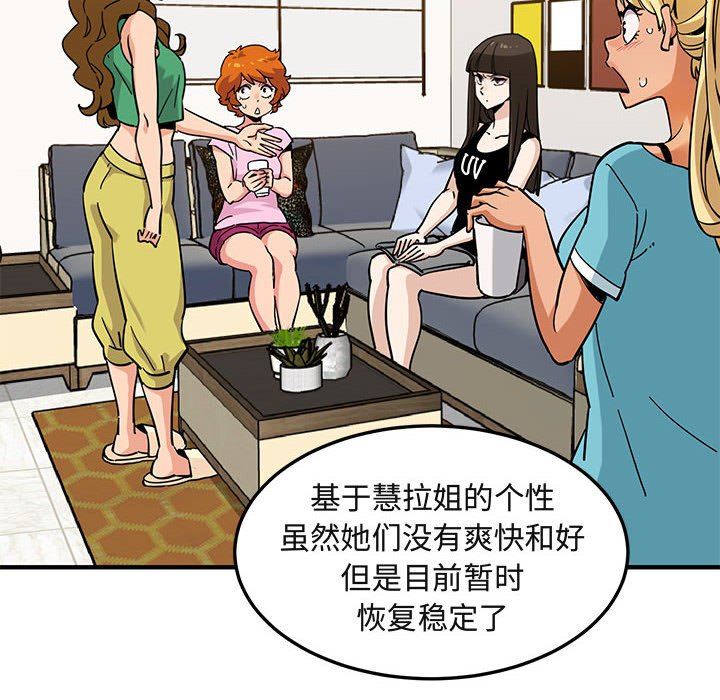 UV
基于慧拉姐的个性
虽然她们没有爽快和好
但是目前暂时
恢复稳定了